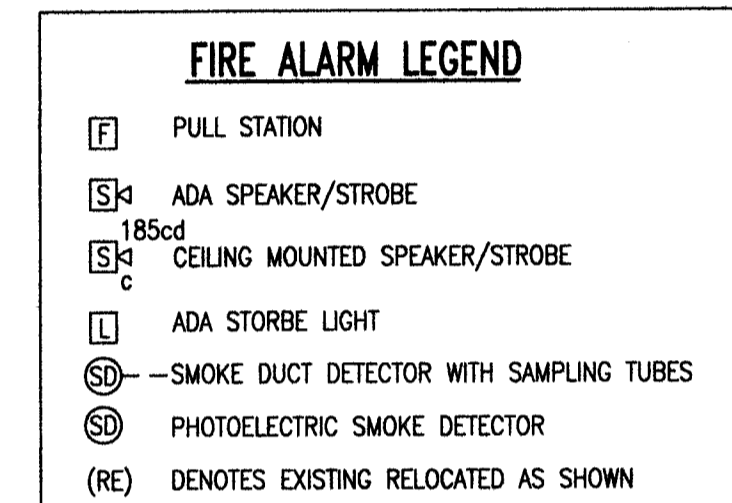 FIRE ALARM LEGEND
F PULL STATION
S ADA SPEAKER/STROBE
185cd
S CEILING MOUNTED SPEAKER/STROBE
C
L ADA STORBE LIGHT
SD SMOKE DUCT DETECTOR WITH SAMPLING TUBES
SD PHOTOELECTRIC SMOKE DETECTOR
(RE) DENOTES EXISTING RELOCATED AS SHOWN